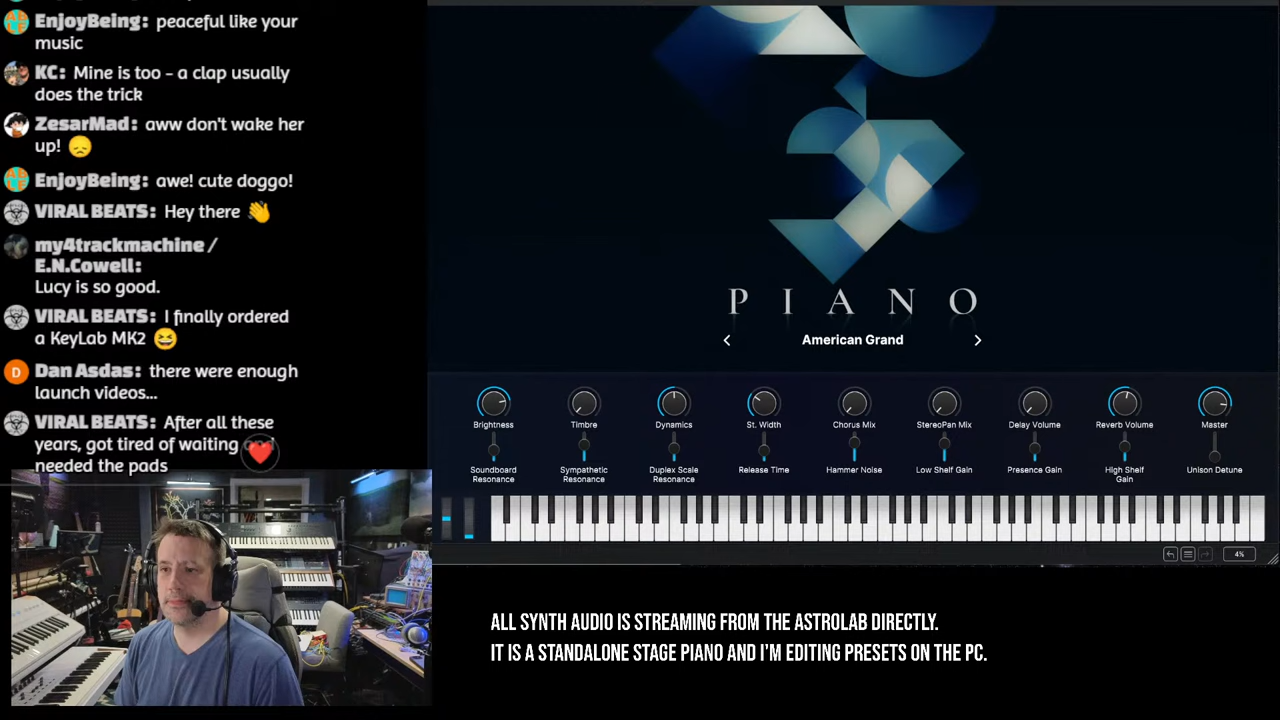 EnjoyBeing: peaceful like your
music
KC: Mine is too - a clap usually
does the trick
ZesarMad: aww don't wake her
up! 😞
EnjoyBeing: awe! cute doggo!
VIRAL BEATS: Hey there 👋
my4trackmachine /
E.N.Cowell:
Lucy is so good.
VIRAL BEATS: I finally ordered
a KeyLab MK2 😆
D Dan Asdas: there were enough
launch videos...
VIRAL BEATS: After all these
years, got tired of waiting
needed the pads
PIANO
American Grand
Brightness Timbre Dynamics St. Width Chorus Mix StereoPan Mix Delay Volume Reverb Volume Master
Soundboard Resonance Sympathetic Resonance Duplex Scale Resonance Release Time Hammer Noise Low Shelf Gain Presence Gain High Shelf Gain Unison Detune
4%
ALL SYNTH AUDIO IS STREAMING FROM THE ASTROLAB DIRECTLY.
IT IS A STANDALONE STAGE PIANO AND I'M EDITING PRESETS ON THE PC.